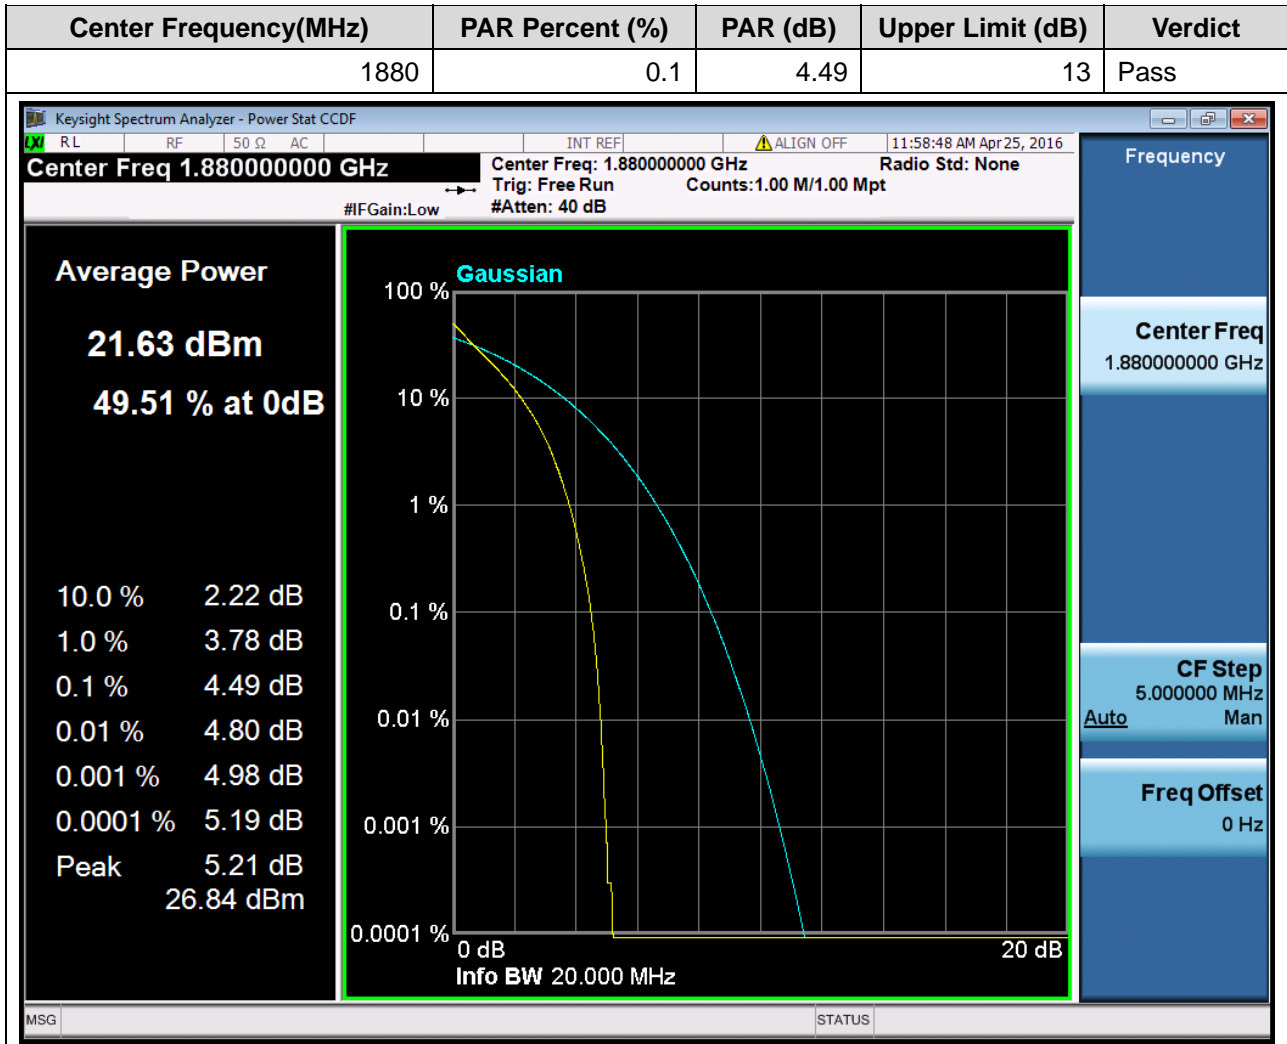 Center Frequency(MHz) PAR Percent (%) PAR (dB) Upper Limit (dB) Verdict
1880 0.1 4.49 13 Pass
Keysight Spectrum Analyzer - Power Stat CCDF
LXI RL RF 50 Ω AC INT REF ALIGN OFF 11:58:48 AM Apr 25, 2016
Center Freq 1.880000000 GHz
#IFGain:Low
Center Freq: 1.880000000 GHz Radio Std: None
Trig: Free Run Counts:1.00 M/1.00 Mpt
#Atten: 40 dB
Average Power
21.63 dBm
49.51 % at 0dB
10.0 % 2.22 dB
1.0 % 3.78 dB
0.1 % 4.49 dB
0.01 % 4.80 dB
0.001 % 4.98 dB
0.0001 % 5.19 dB
Peak 5.21 dB
26.84 dBm
Gaussian
100 %
10 %
1 %
0.1 %
0.01 %
0.001 %
0.0001 %
0 dB 20 dB
Info BW 20.000 MHz
Frequency
Center Freq
1.880000000 GHz
CF Step
5.000000 MHz
Auto Man
Freq Offset
0 Hz
MSG STATUS